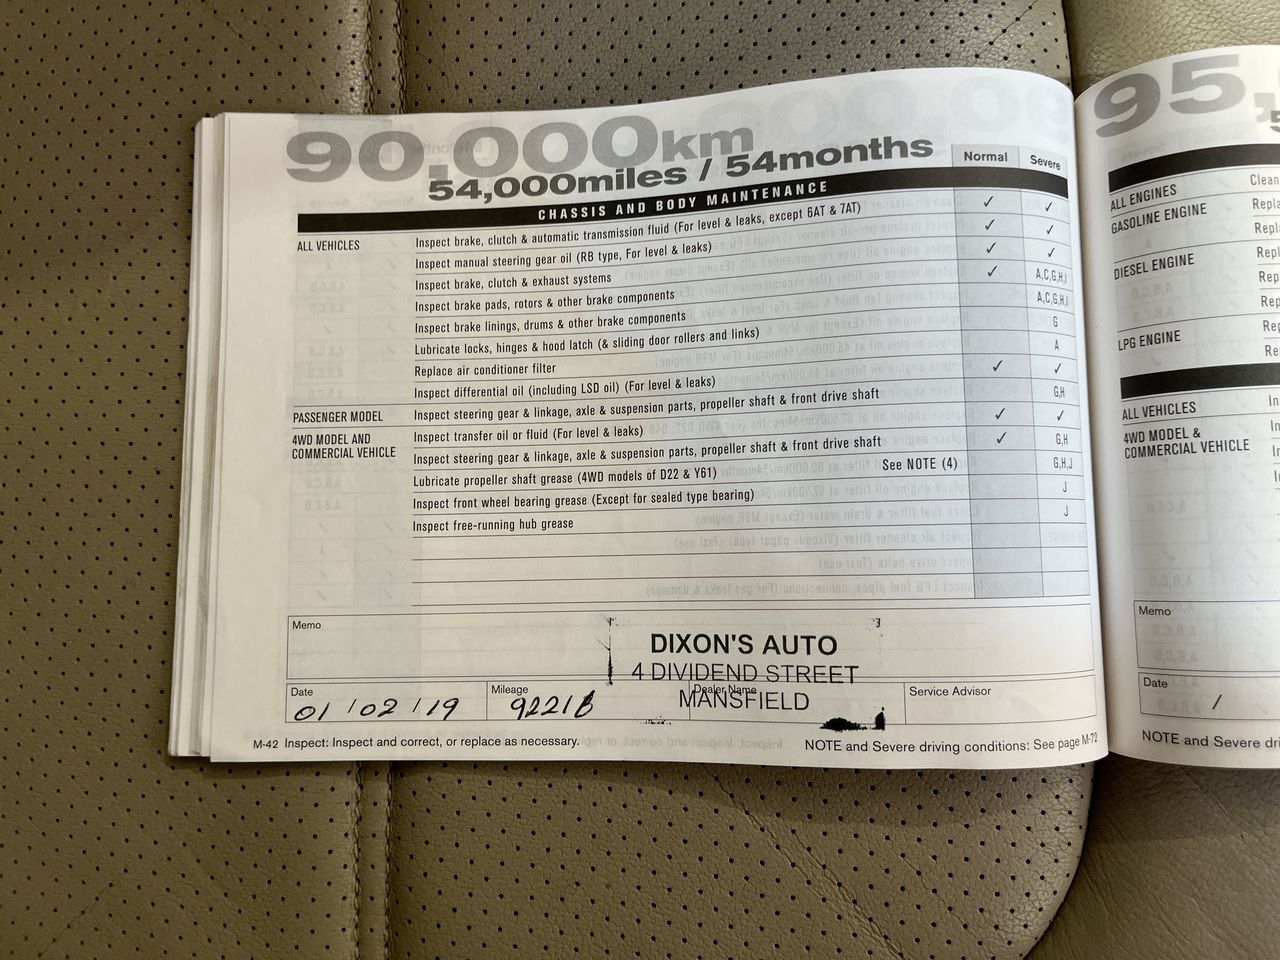 90,000km
54,000miles / 54months
Normal Severe
CHASSIS AND BODY MAINTENANCE
ALL VEHICLES
Inspect brake, clutch & automatic transmission fluid (For level & leaks, except 6AT & 7AT) ✓ ✓
Inspect manual steering gear oil (RB type, For level & leaks) ✓ ✓
Inspect brake, clutch & exhaust systems ✓ ✓
Inspect brake pads, rotors & other brake components ✓ A,C,G,H,I
Inspect brake linings, drums & other brake components A,C,G,H,I
Lubricate locks, hinges & hood latch (& sliding door rollers and links) G
Replace air conditioner filter A
Inspect differential oil (including LSD oil) (For level & leaks) ✓ ✓
PASSENGER MODEL
Inspect steering gear & linkage, axle & suspension parts, propeller shaft & front drive shaft G,H
4WD MODEL AND
COMMERCIAL VEHICLE
Inspect transfer oil or fluid (For level & leaks) ✓ ✓
Inspect steering gear & linkage, axle & suspension parts, propeller shaft & front drive shaft ✓ G,H
Lubricate propeller shaft grease (4WD models of D22 & Y61) See NOTE (4) G,H,J
Inspect front wheel bearing grease (Except for sealed type bearing) J
Inspect free-running hub grease J
Memo
DIXON'S AUTO
4 DIVIDEND STREET
MANSFIELD
Date
01 / 02 / 19
Mileage
Dealer Name
Service Advisor
M-42 Inspect: Inspect and correct, or replace as necessary.
NOTE and Severe driving conditions: See page M-72
95,
ALL ENGINES
GASOLINE ENGINE
DIESEL ENGINE
LPG ENGINE
ALL VEHICLES
4WD MODEL &
COMMERCIAL VEHICLE
Memo
Date
/
NOTE and Severe dri